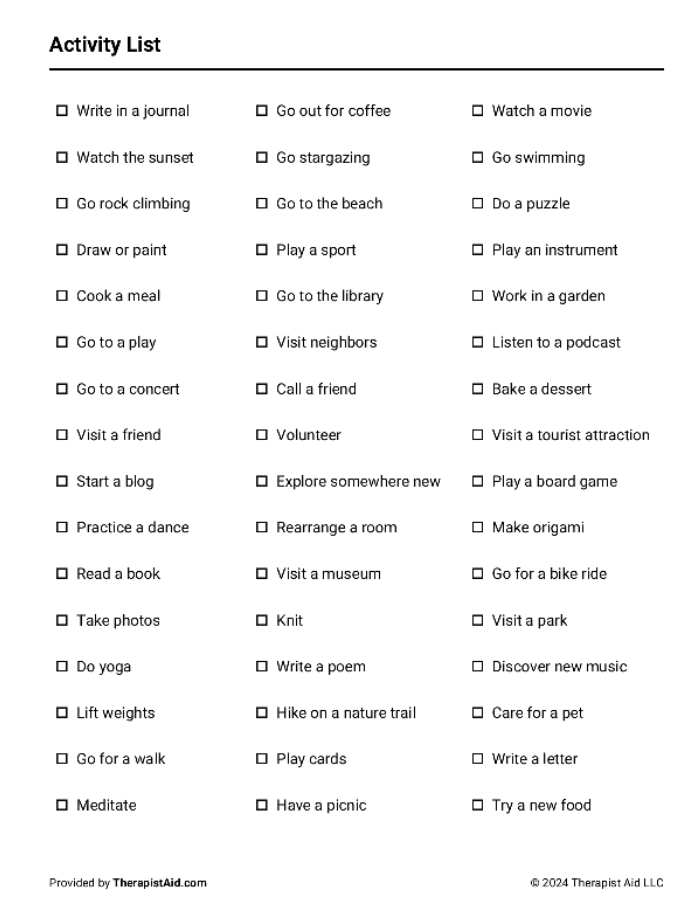 Activity List
Write in a journal
Go out for coffee
Watch a movie
Watch the sunset
Go stargazing
Go swimming
Go rock climbing
Go to the beach
Do a puzzle
Draw or paint
Play a sport
Play an instrument
Cook a meal
Go to the library
Work in a garden
Go to a play
Visit neighbors
Listen to a podcast
Go to a concert
Call a friend
Bake a dessert
Visit a friend
Volunteer
Visit a tourist attraction
Start a blog
Explore somewhere new
Play a board game
Practice a dance
Rearrange a room
Make origami
Read a book
Visit a museum
Go for a bike ride
Take photos
Knit
Visit a park
Do yoga
Write a poem
Discover new music
Lift weights
Hike on a nature trail
Care for a pet
Go for a walk
Play cards
Write a letter
Meditate
Have a picnic
Try a new food
Provided by TherapistAid.com
© 2024 Therapist Aid LLC